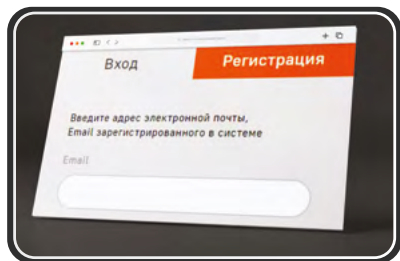 Вход
Регистрация
Введите адрес электронной почты,
Email зарегистрированного в системе
Email